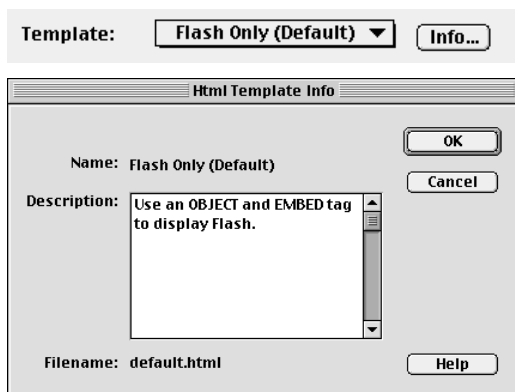 Template: Flash Only (Default) Info...
Html Template Info
OK
Name: Flash Only (Default)
Cancel
Description: Use an OBJECT and EMBED tag
to display Flash.
Filename: default.html Help